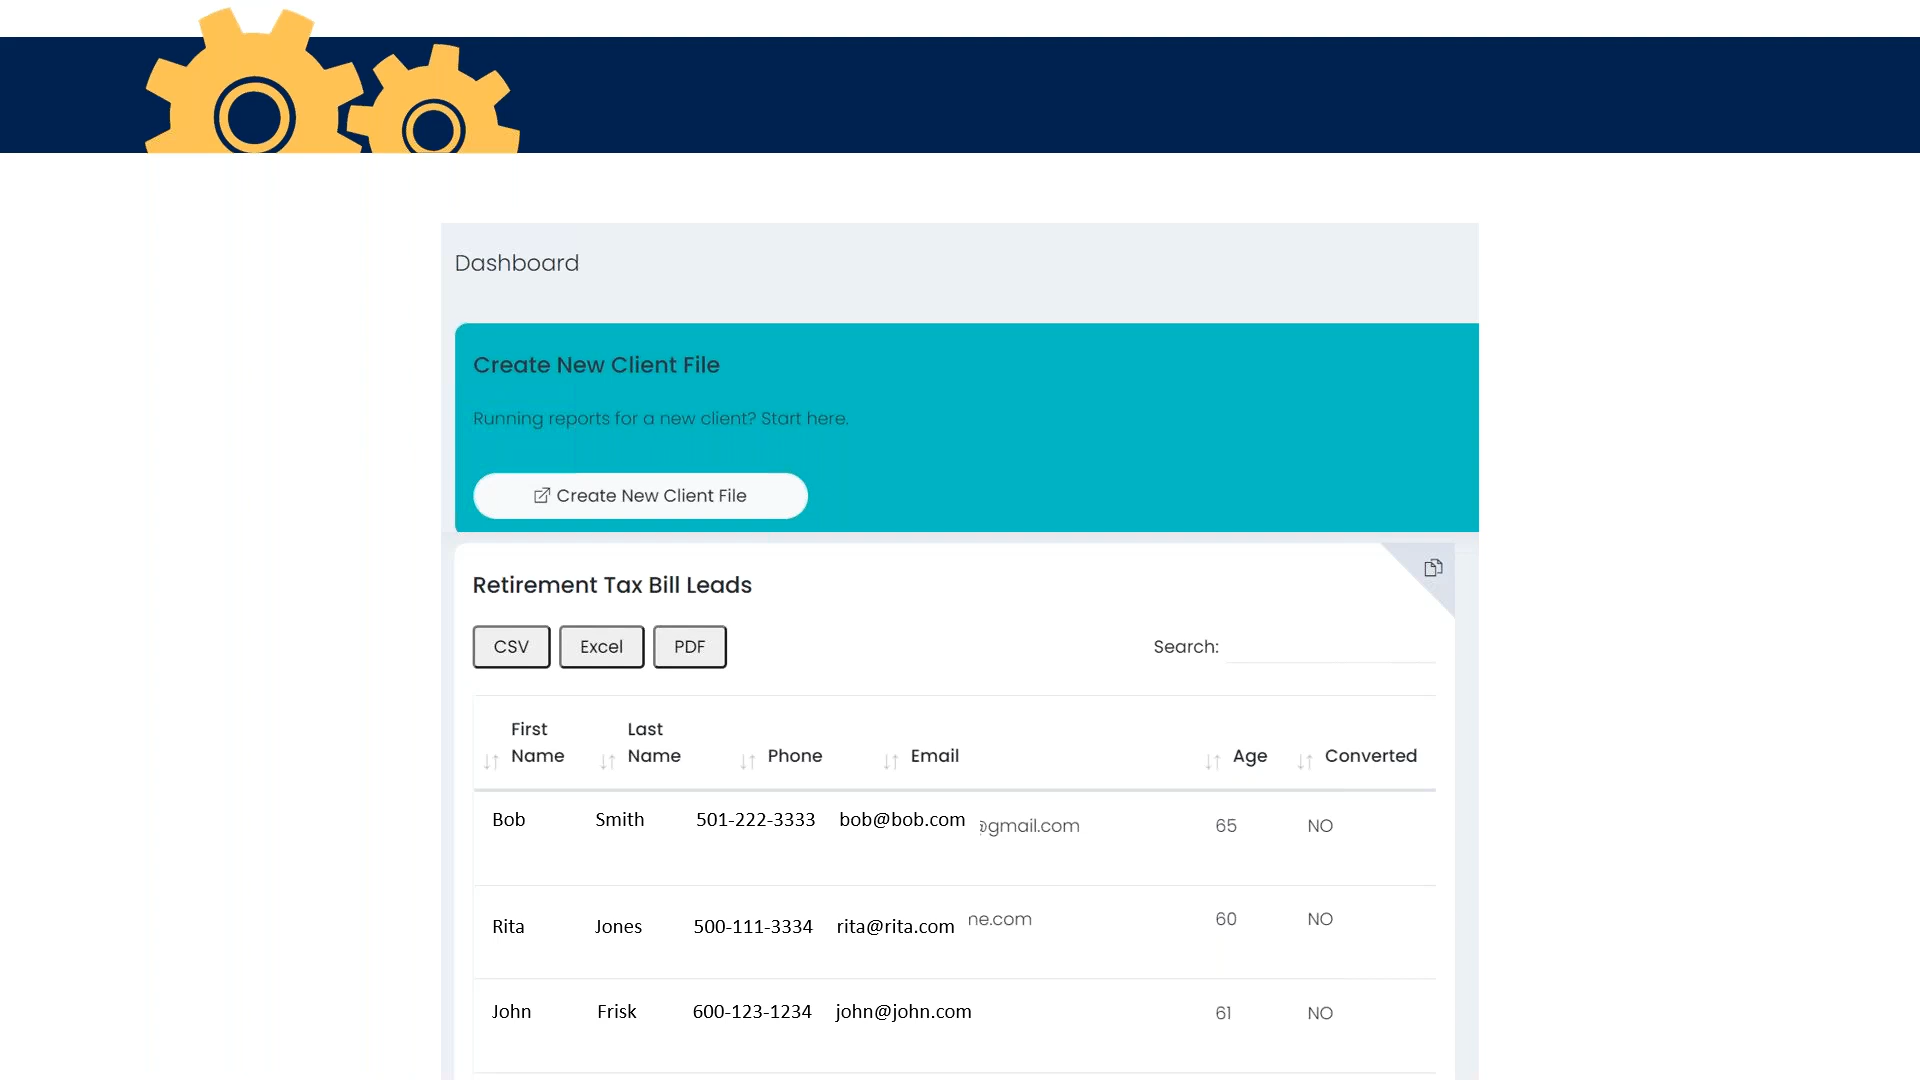 Dashboard
Create New Client File
Running reports for a new client? Start here.
Create New Client File
Retirement Tax Bill Leads
CSV Excel PDF Search:
First Name Last Name Phone Email Age Converted
Bob Smith 501-222-3333 bob@bob.com @gmail.com 65 NO
Rita Jones 500-111-3334 rita@rita.com ne.com 60 NO
John Frisk 600-123-1234 john@john.com 61 NO